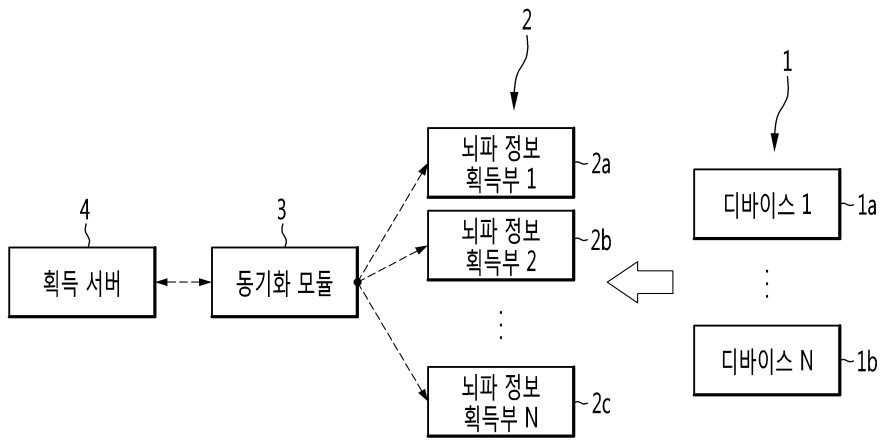 2
1
뇌파 정보
획득부 1
2a
디바이스 1
1a
4
3
뇌파 정보
획득부 2
2b
획득 서버
동기화 모듈
디바이스 N
1b
뇌파 정보
획득부 N
2c